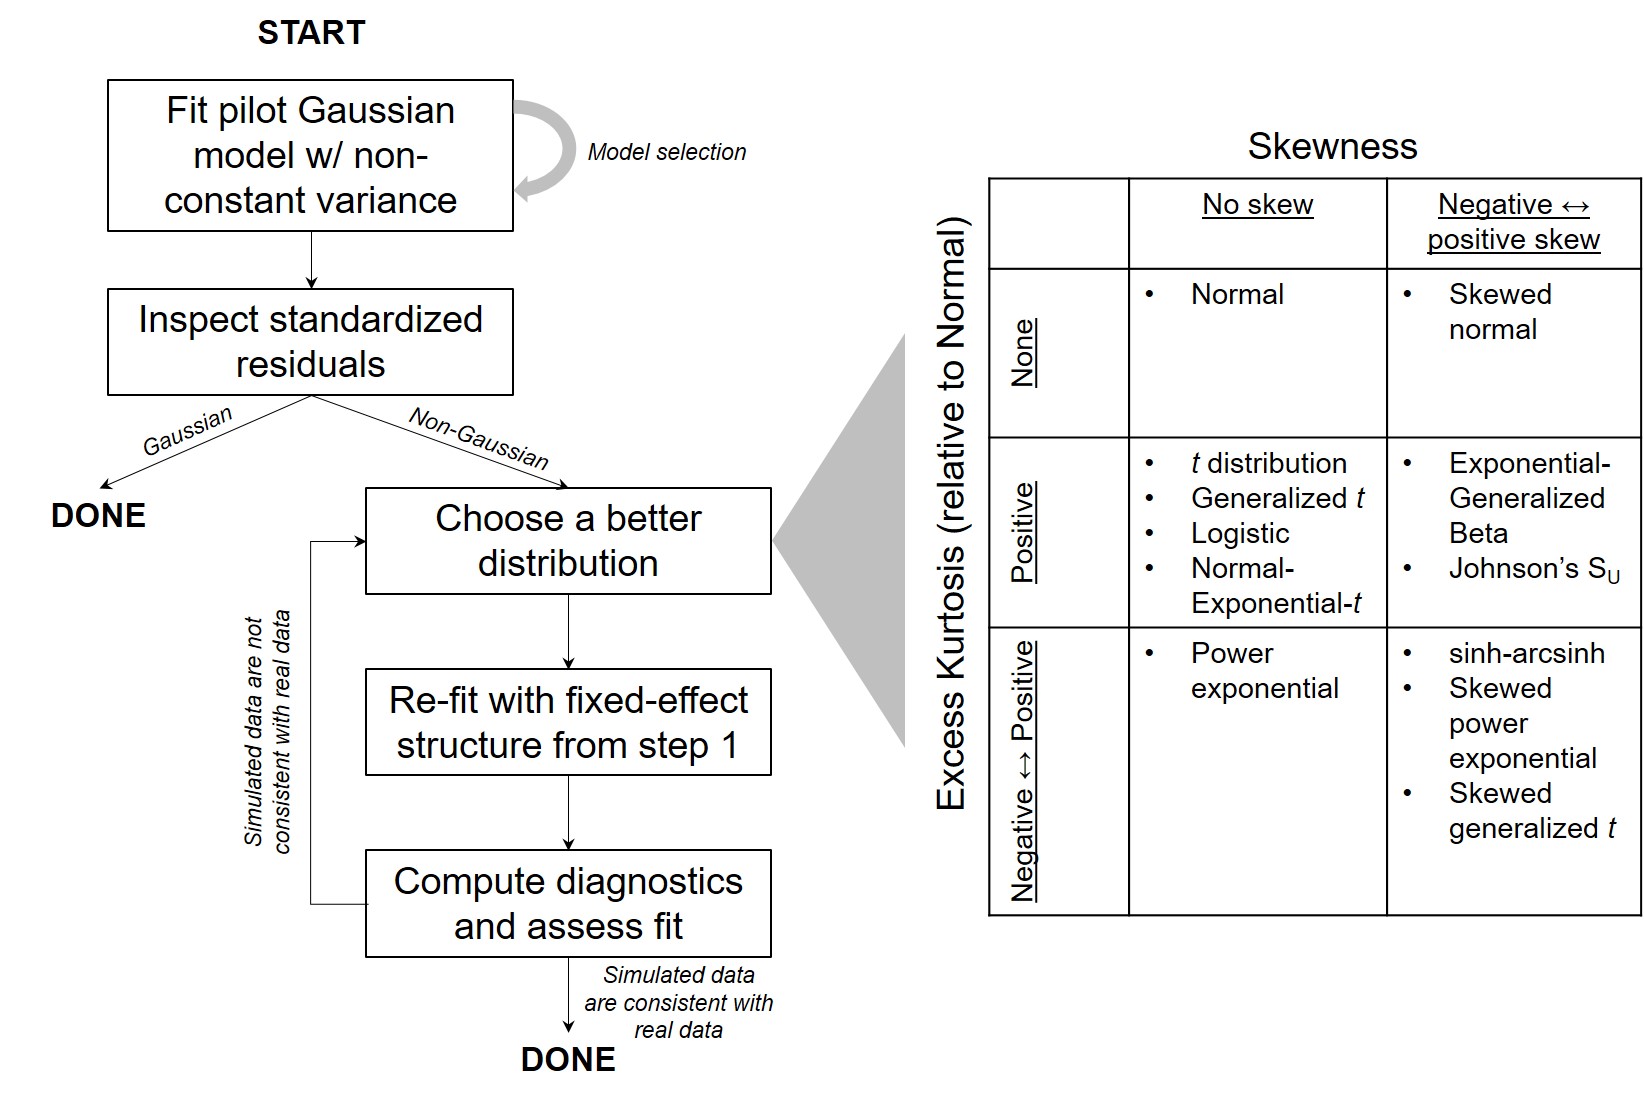 START
Fit pilot Gaussian
model w/ non-
constant variance
Model selection
Inspect standardized
residuals
Gaussian
Non-Gaussian
DONE
Choose a better
distribution
Re-fit with fixed-effect
structure from step 1
Simulated data are not
consistent with real data
Compute diagnostics
and assess fit
Simulated data
are consistent with
real data
DONE
Skewness
Excess Kurtosis (relative to Normal)
No skew
Negative ↔
positive skew
None
• Normal
• Skewed
normal
Positive
• t distribution
• Generalized t
• Logistic
• Normal-
Exponential-t
• Exponential-
Generalized
Beta
• Johnson’s SU
Negative ↔ Positive
• Power
exponential
• sinh-arcsinh
• Skewed
power
exponential
• Skewed
generalized t